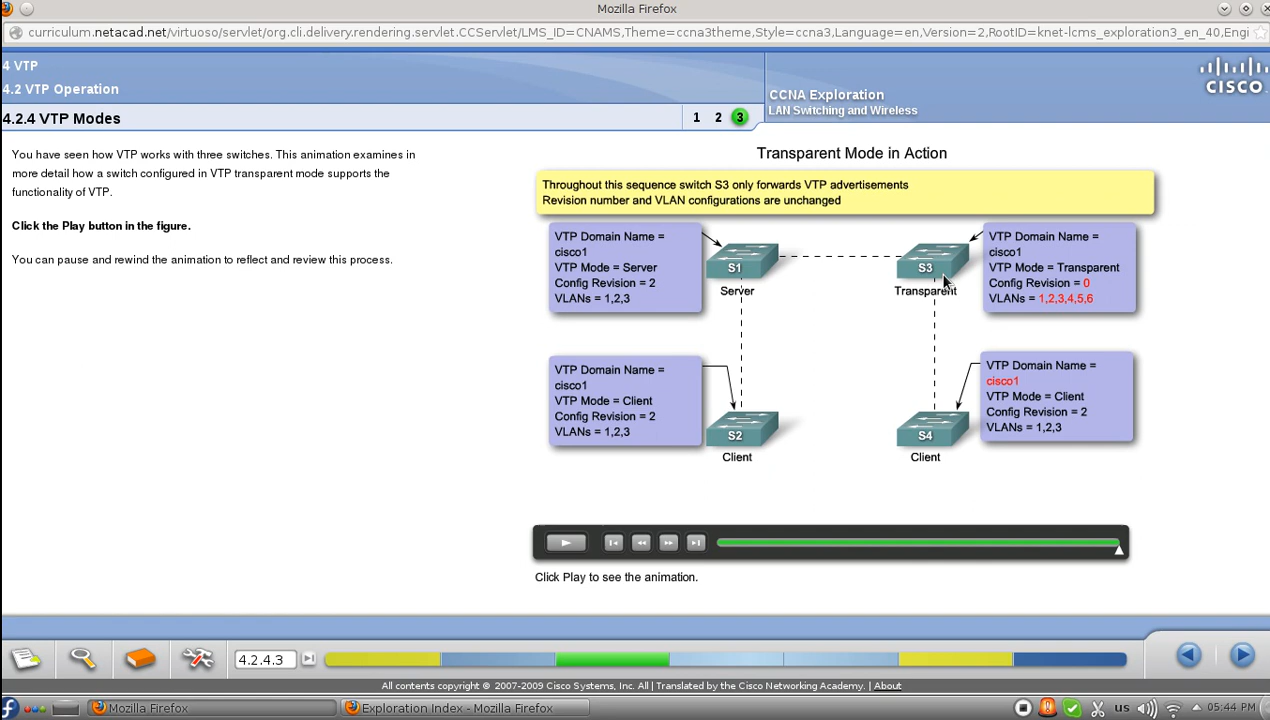 Mozilla Firefox
curriculum.netacad.net/virtuoso/servlet/org.cli.delivery.rendering.servlet.CCServlet/LMS_ID=CNAMS,Theme=ccna3theme,Style=ccna3,Language=en,Version=2,RootID=knet-lcms_exploration3_en_40,Engi
4 VTP
4.2 VTP Operation
CCNA Exploration
LAN Switching and Wireless
CISCO
4.2.4 VTP Modes
1 2 3
You have seen how VTP works with three switches. This animation examines in
more detail how a switch configured in VTP transparent mode supports the
functionality of VTP.
Click the Play button in the figure.
You can pause and rewind the animation to reflect and review this process.
Transparent Mode in Action
Throughout this sequence switch S3 only forwards VTP advertisements
Revision number and VLAN configurations are unchanged
VTP Domain Name =
cisco1
VTP Mode = Server
Config Revision = 2
VLANs = 1,2,3
S1
Server
S3
Transparent
VTP Domain Name =
cisco1
VTP Mode = Transparent
Config Revision = 0
VLANs = 1,2,3,4,5,6
VTP Domain Name =
cisco1
VTP Mode = Client
Config Revision = 2
VLANs = 1,2,3
S2
Client
S4
Client
VTP Domain Name =
cisco1
VTP Mode = Client
Config Revision = 2
VLANs = 1,2,3
Click Play to see the animation.
4.2.4.3
All contents copyright © 2007-2009 Cisco Systems, Inc. All | Translated by the Cisco Networking Academy. | About
Mozilla Firefox
Exploration Index - Mozilla Firefox
us
05:44 PM